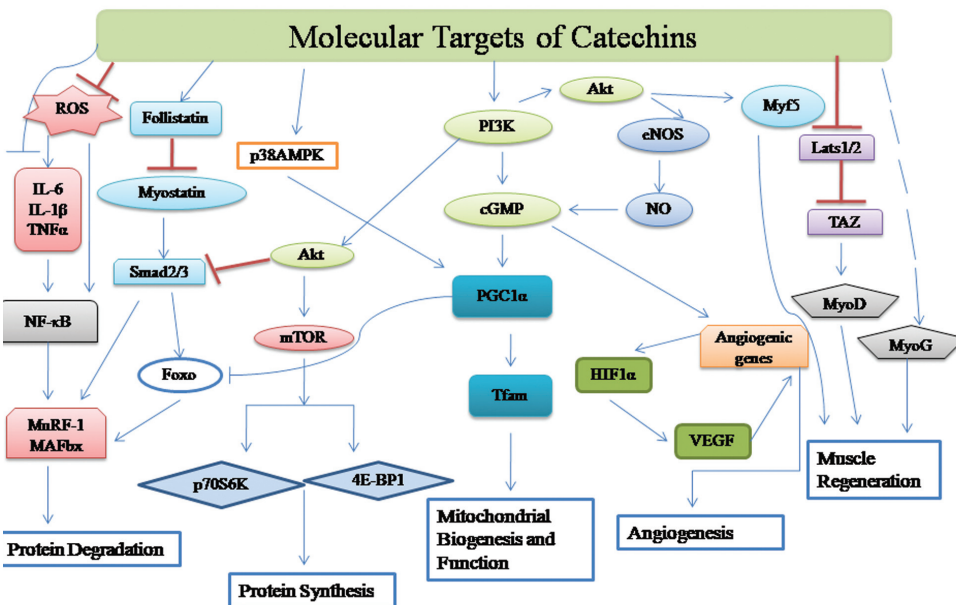 Molecular Targets of Catechins
ROS
Follistatin
p38AMPK
PI3K
Akt
Myf5
eNOS
Lats1/2
IL-6
IL-1β
TNFα
Myostatin
cGMP
NO
TAZ
Smad2/3
Akt
PGC1α
MyoD
NF-κB
mTOR
Angiogenic
genes
MyoG
Foxo
HIF1α
Tfam
MuRF-1
MAFbx
VEGF
p70S6K
4E-BP1
Muscle
Regeneration
Mitochondrial
Biogenesis and
Function
Angiogenesis
Protein Degradation
Protein Synthesis